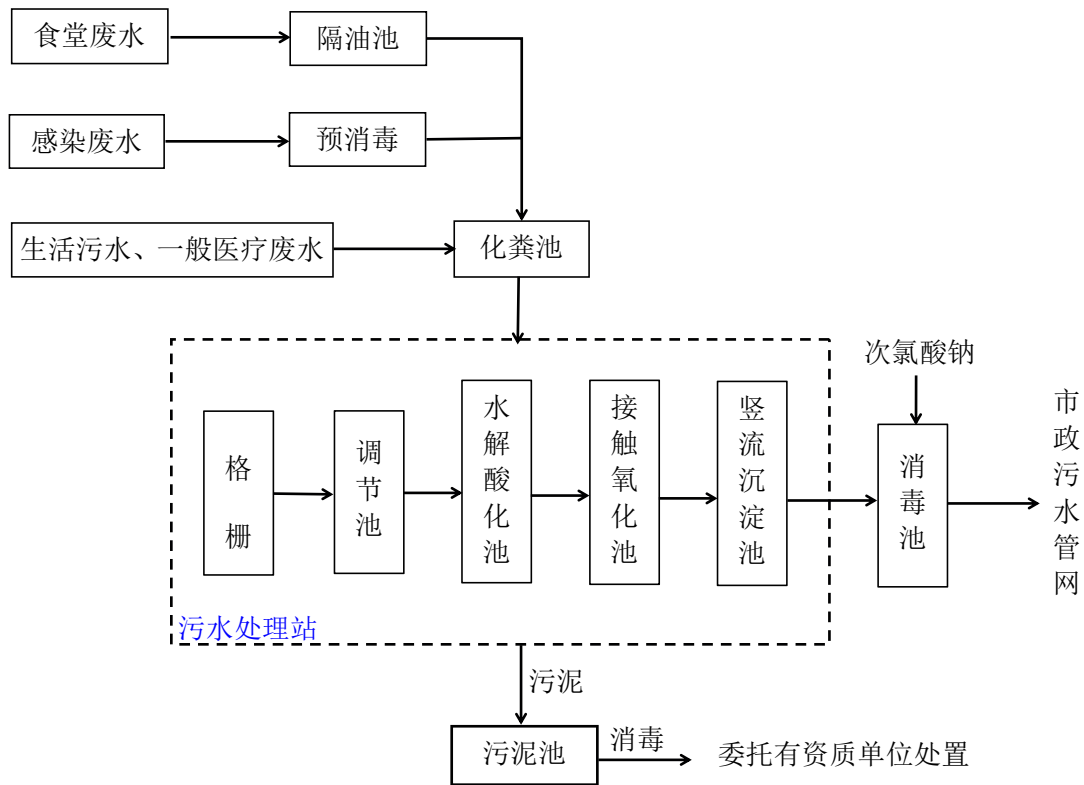 食堂废水
隔油池
感染废水
预消毒
生活污水、一般医疗废水
化粪池
次氯酸钠
格栅
调节池
水解酸化池
接触氧化池
竖流沉淀池
消毒池
市政污水管网
污水处理站
污泥
污泥池
消毒
委托有资质单位处置